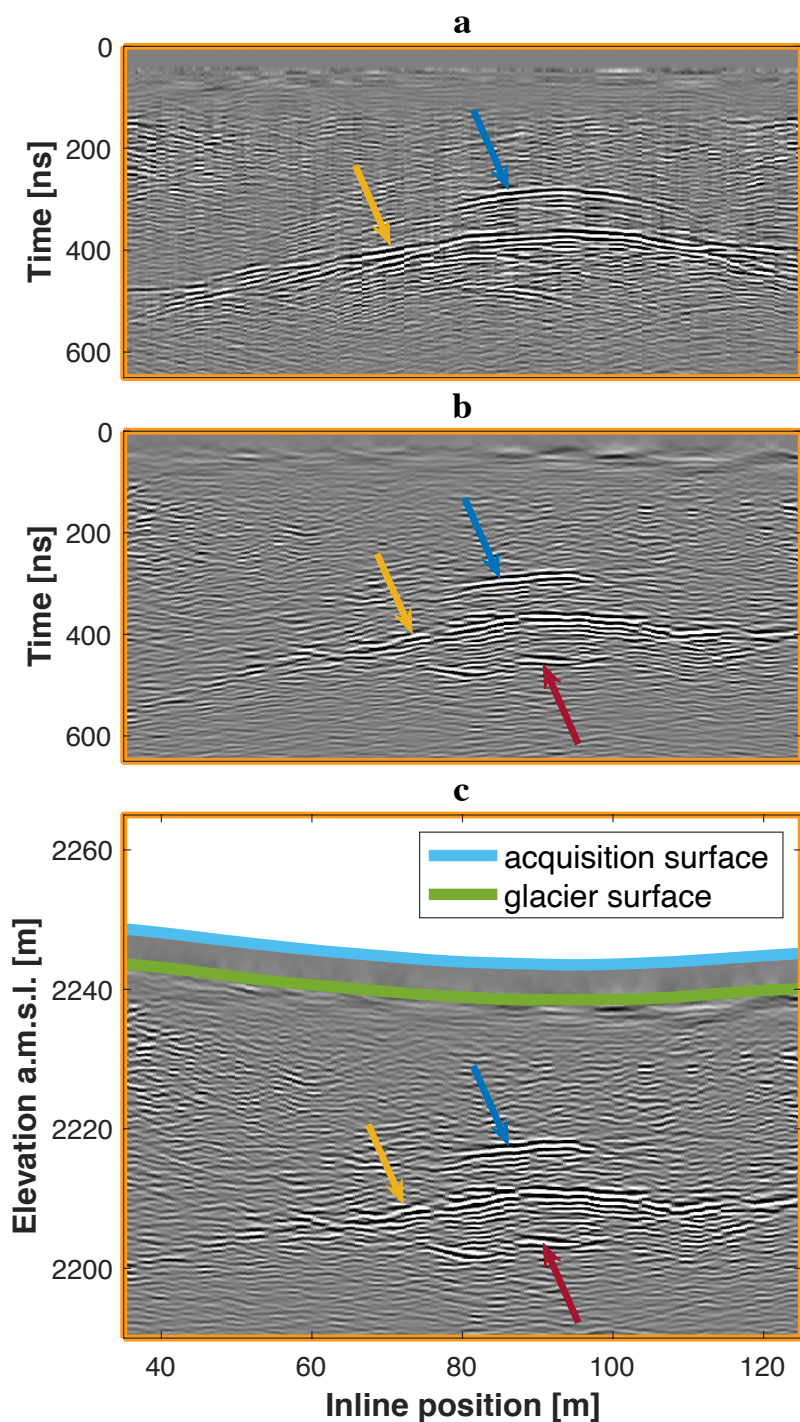 a
0
200
400
600
Time [ns]
b
0
200
400
600
Time [ns]
c
2260
2240
2220
2200
Elevation a.m.s.l. [m]
acquisition surface
glacier surface
40 60 80 100 120
Inline position [m]